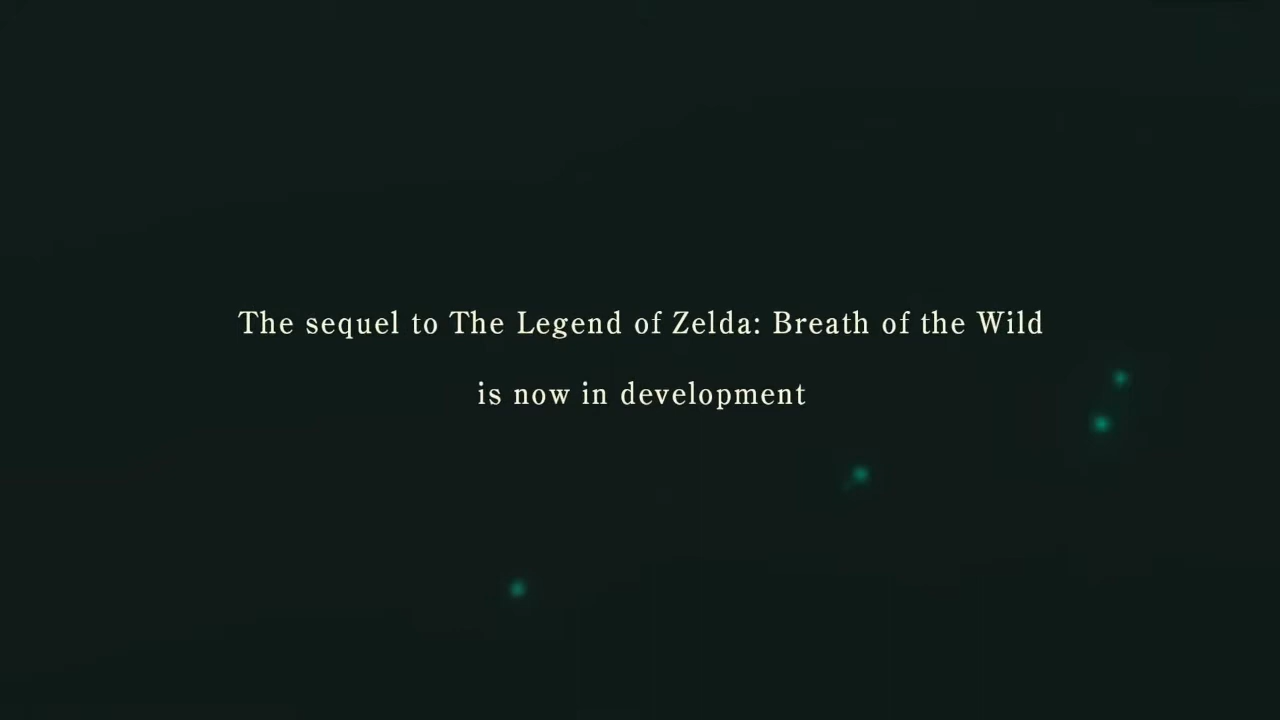 The sequel to The Legend of Zelda: Breath of the Wild
is now in development